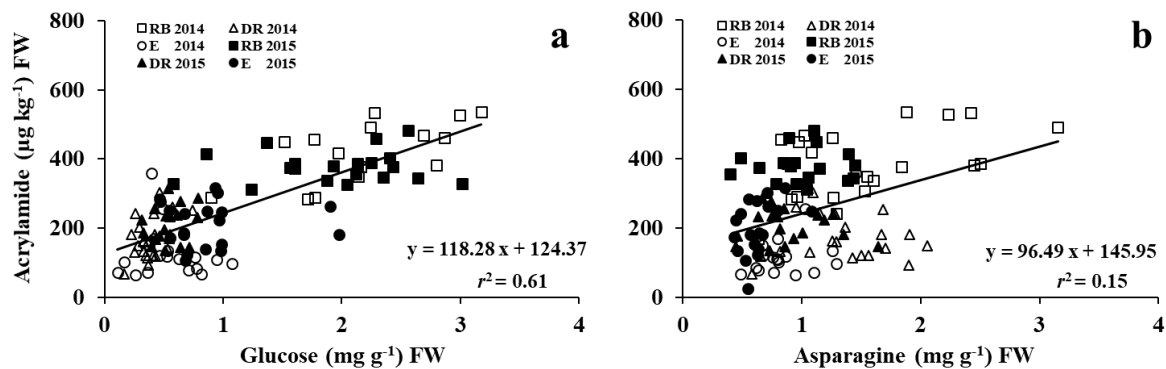 Acrylamide (µg kg⁻¹) FW
800
600
400
200
0
RB 2014 DR 2014
E 2014 RB 2015
DR 2015 E 2015
a
y = 118.28 x + 124.37
r² = 0.61
0 1 2 3 4
Glucose (mg g⁻¹) FW
800
600
400
200
0
RB 2014 DR 2014
E 2014 RB 2015
DR 2015 E 2015
b
y = 96.49 x + 145.95
r² = 0.15
0 1 2 3 4
Asparagine (mg g⁻¹) FW